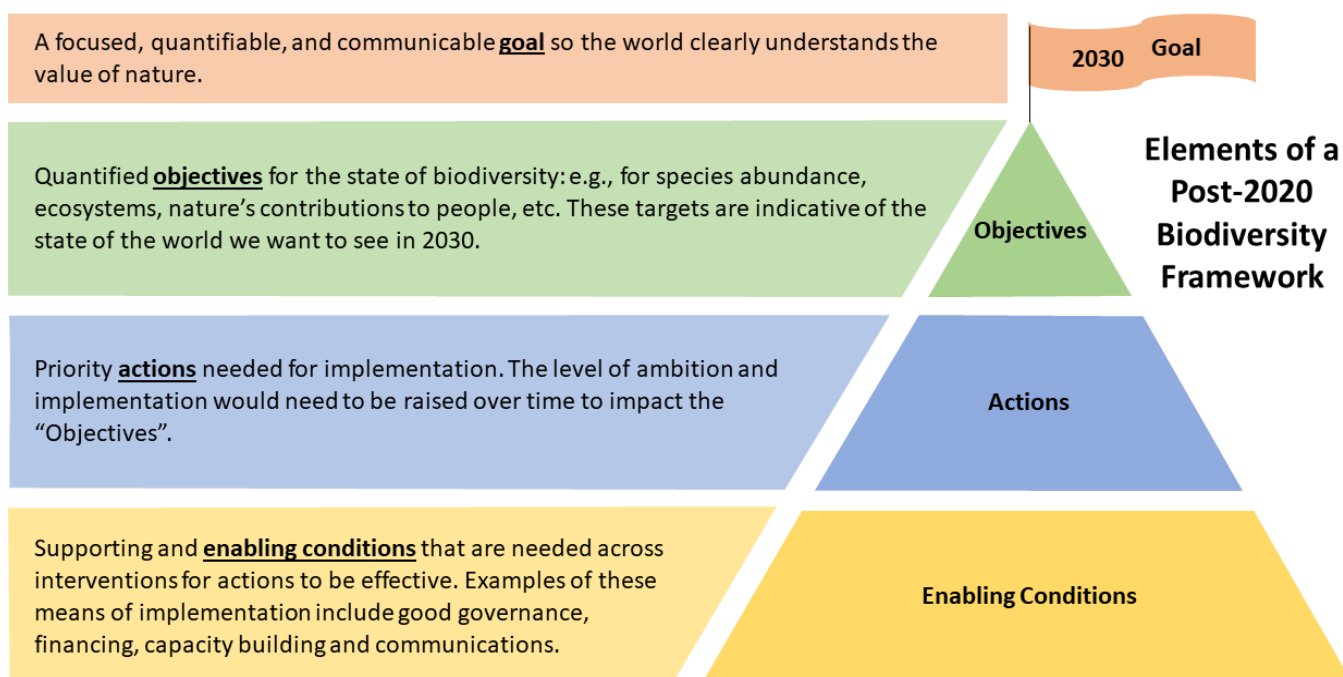 A focused, quantifiable, and communicable goal so the world clearly understands the
value of nature.
2030 Goal
Elements of a
Post-2020
Biodiversity
Framework
Quantified objectives for the state of biodiversity: e.g., for species abundance,
ecosystems, nature's contributions to people, etc. These targets are indicative of the
state of the world we want to see in 2030.
Objectives
Priority actions needed for implementation. The level of ambition and
implementation would need to be raised over time to impact the
“Objectives”.
Actions
Supporting and enabling conditions that are needed across
interventions for actions to be effective. Examples of these
means of implementation include good governance,
financing, capacity building and communications.
Enabling Conditions